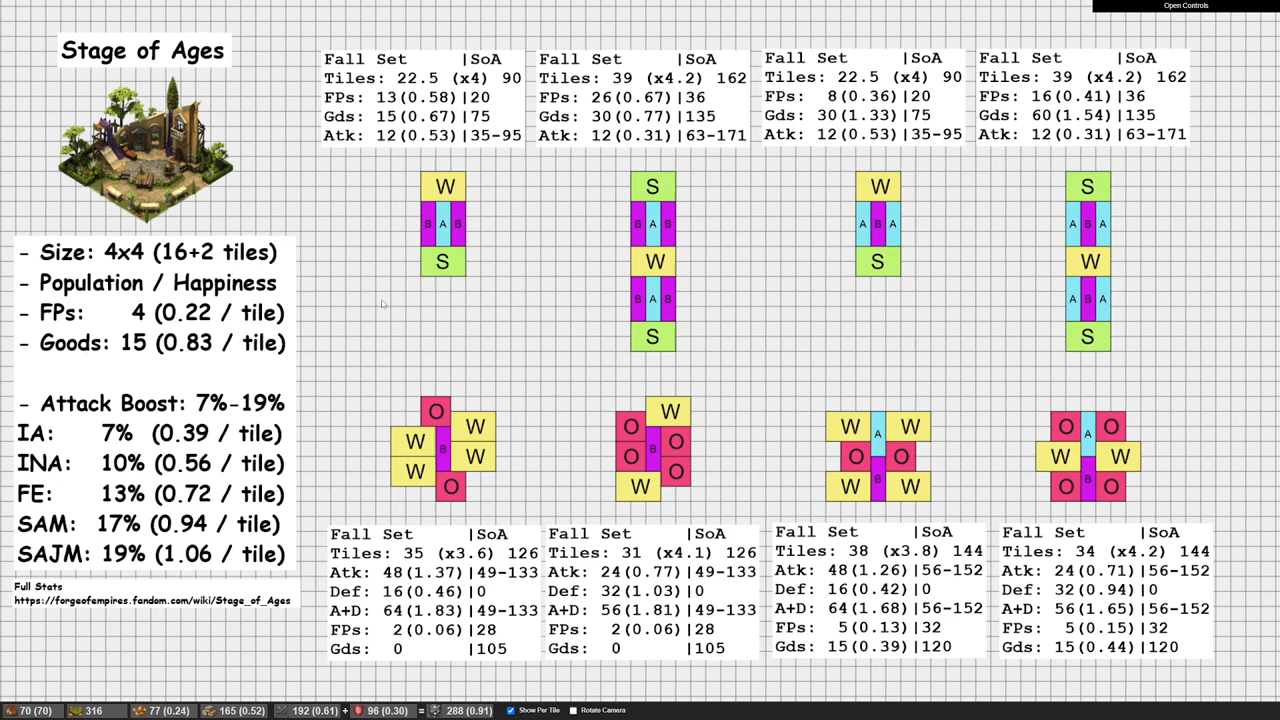 Open Controls
Stage of Ages
- Size: 4x4 (16+2 tiles)
- Population / Happiness
- FPs: 4 (0.22 / tile)
- Goods: 15 (0.83 / tile)
- Attack Boost: 7%-19%
IA: 7% (0.39 / tile)
INA: 10% (0.56 / tile)
FE: 13% (0.72 / tile)
SAM: 17% (0.94 / tile)
SAJM: 19% (1.06 / tile)
Full Stats
https://forgeofempires.fandom.com/wiki/Stage_of_Ages
Fall Set |SoA
Tiles: 22.5 (x4) 90
FPs: 13(0.58)|20
Gds: 15(0.67)|75
Atk: 12(0.53)|35-95
Fall Set |SoA
Tiles: 39 (x4.2) 162
FPs: 26(0.67)|36
Gds: 30(0.77)|135
Atk: 12(0.31)|63-171
Fall Set |SoA
Tiles: 22.5 (x4) 90
FPs: 8(0.36)|20
Gds: 30(1.33)|75
Atk: 12(0.53)|35-95
Fall Set |SoA
Tiles: 39 (x4.2) 162
FPs: 16(0.41)|36
Gds: 60(1.54)|135
Atk: 12(0.31)|63-171
W
B A B
S
S
B A B
W
B A B
S
W
A B A
S
S
A B A
W
A B A
S
O
W
W
B
W
W
O
W
O
O
B
O
O
W
W A W
O O
W B W
O A O
W W
O B O
Fall Set |SoA
Tiles: 35 (x3.6) 126
Atk: 48(1.37)|49-133
Def: 16(0.46)|0
A+D: 64(1.83)|49-133
FPs: 2(0.06)|28
Gds: 0 |105
Fall Set |SoA
Tiles: 31 (x4.1) 126
Atk: 24(0.77)|49-133
Def: 32(1.03)|0
A+D: 56(1.81)|49-133
FPs: 2(0.06)|28
Gds: 0 |105
Fall Set |SoA
Tiles: 38 (x3.8) 144
Atk: 48(1.26)|56-152
Def: 16(0.42)|0
A+D: 64(1.68)|56-152
FPs: 5(0.13)|32
Gds: 15(0.39)|120
Fall Set |SoA
Tiles: 34 (x4.2) 144
Atk: 24(0.71)|56-152
Def: 32(0.94)|0
A+D: 56(1.65)|56-152
FPs: 5(0.15)|32
Gds: 15(0.44)|120
70 (70) 316 77 (0.24) 165 (0.52) 192 (0.61) + 96 (0.30) = 288 (0.91) Show Per Tile Rotate Camera